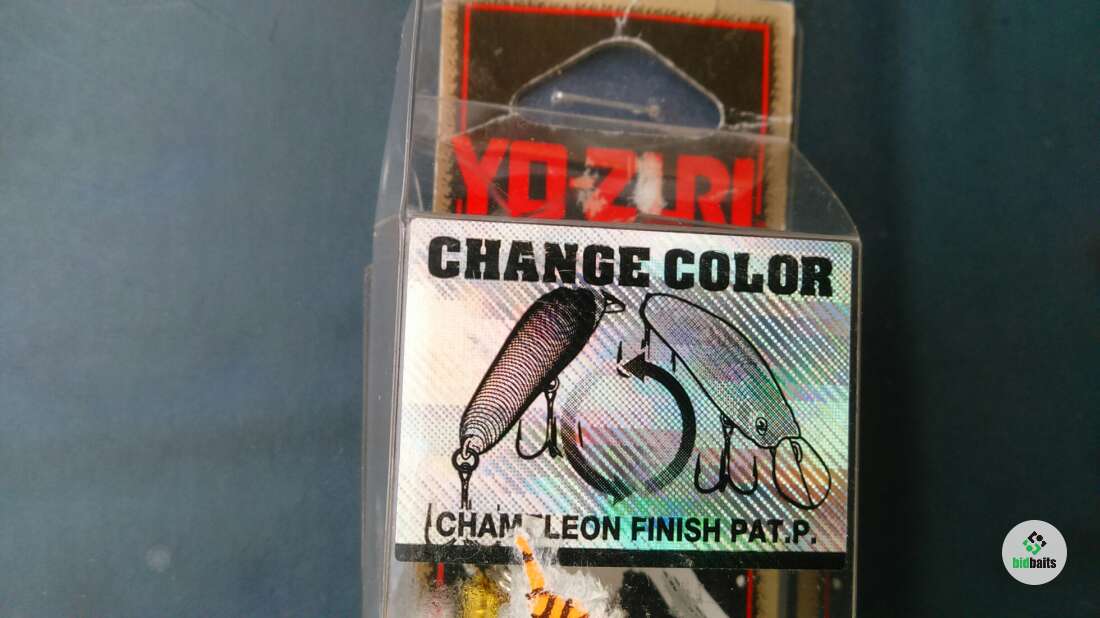 YO-ZURI
CHANGE COLOR
(CHAMELEON FINISH PAT.P.
bidbaits